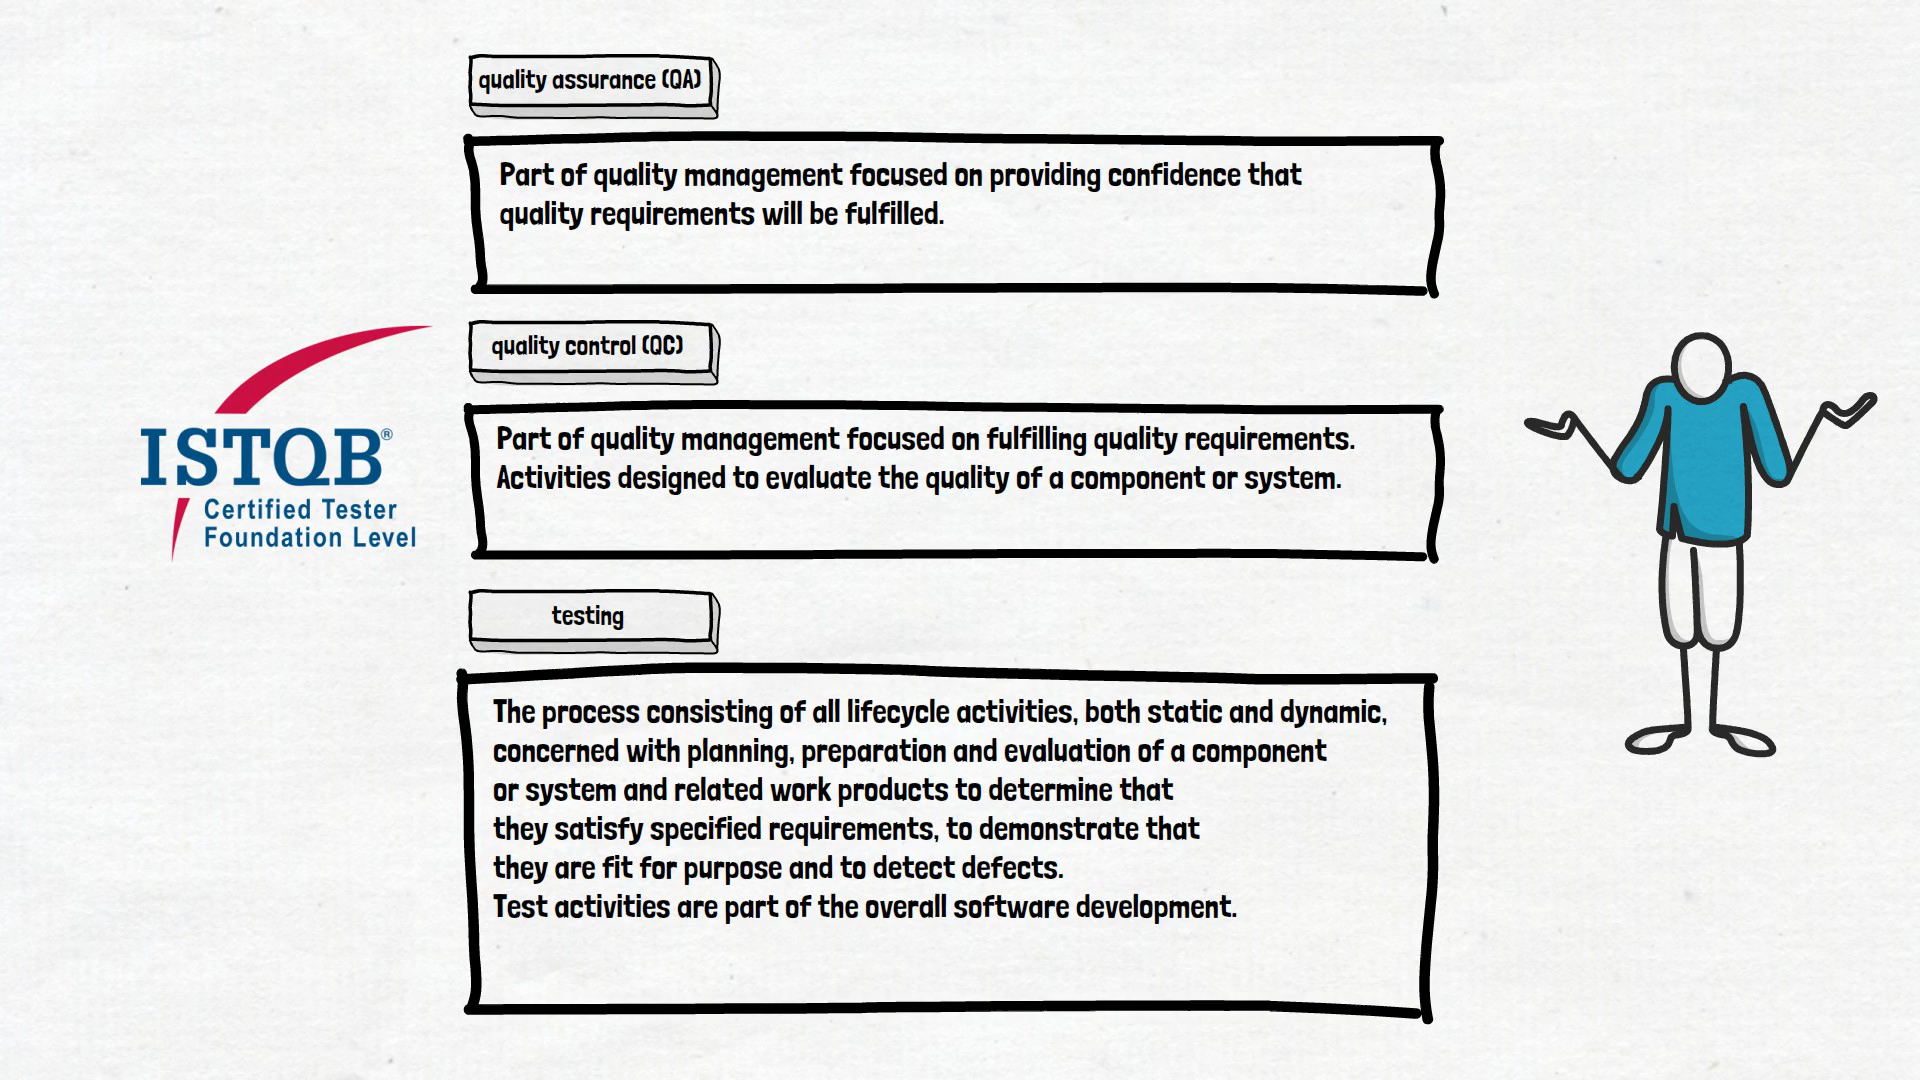 quality assurance (QA)
Part of quality management focused on providing confidence that
quality requirements will be fulfilled.
ISTQB®
Certified Tester
Foundation Level
quality control (QC)
Part of quality management focused on fulfilling quality requirements.
Activities designed to evaluate the quality of a component or system.
testing
The process consisting of all lifecycle activities, both static and dynamic,
concerned with planning, preparation and evaluation of a component
or system and related work products to determine that
they satisfy specified requirements, to demonstrate that
they are fit for purpose and to detect defects.
Test activities are part of the overall software development.